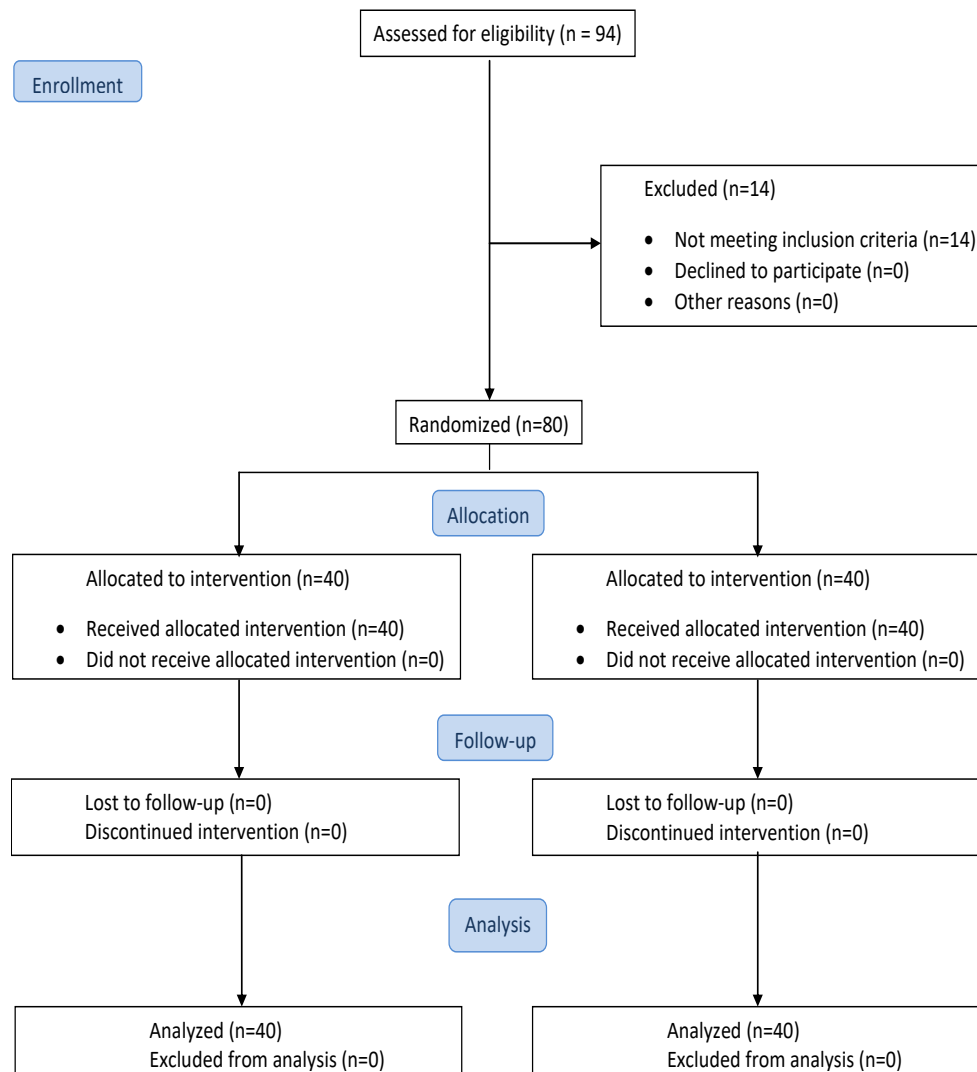 Assessed for eligibility (n = 94)
Enrollment
Excluded (n=14)
• Not meeting inclusion criteria (n=14)
• Declined to participate (n=0)
• Other reasons (n=0)
Randomized (n=80)
Allocation
Allocated to intervention (n=40)
• Received allocated intervention (n=40)
• Did not receive allocated intervention (n=0)
Allocated to intervention (n=40)
• Received allocated intervention (n=40)
• Did not receive allocated intervention (n=0)
Follow-up
Lost to follow-up (n=0)
Discontinued intervention (n=0)
Lost to follow-up (n=0)
Discontinued intervention (n=0)
Analysis
Analyzed (n=40)
Excluded from analysis (n=0)
Analyzed (n=40)
Excluded from analysis (n=0)